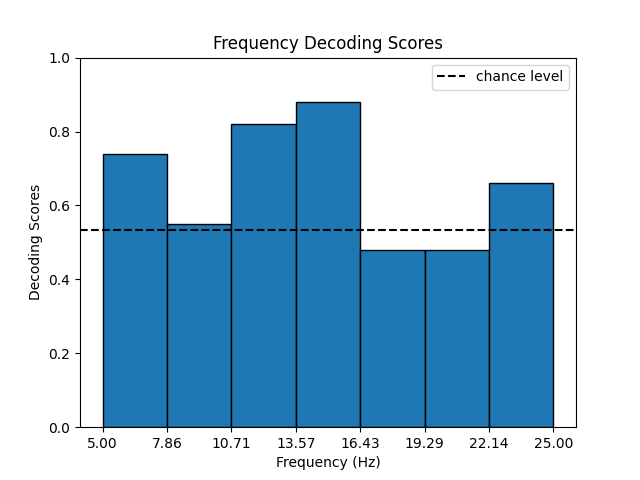 Frequency Decoding Scores
chance level
Decoding Scores
1.0
0.8
0.6
0.4
0.2
0.0
5.00 7.86 10.71 13.57 16.43 19.29 22.14 25.00
Frequency (Hz)